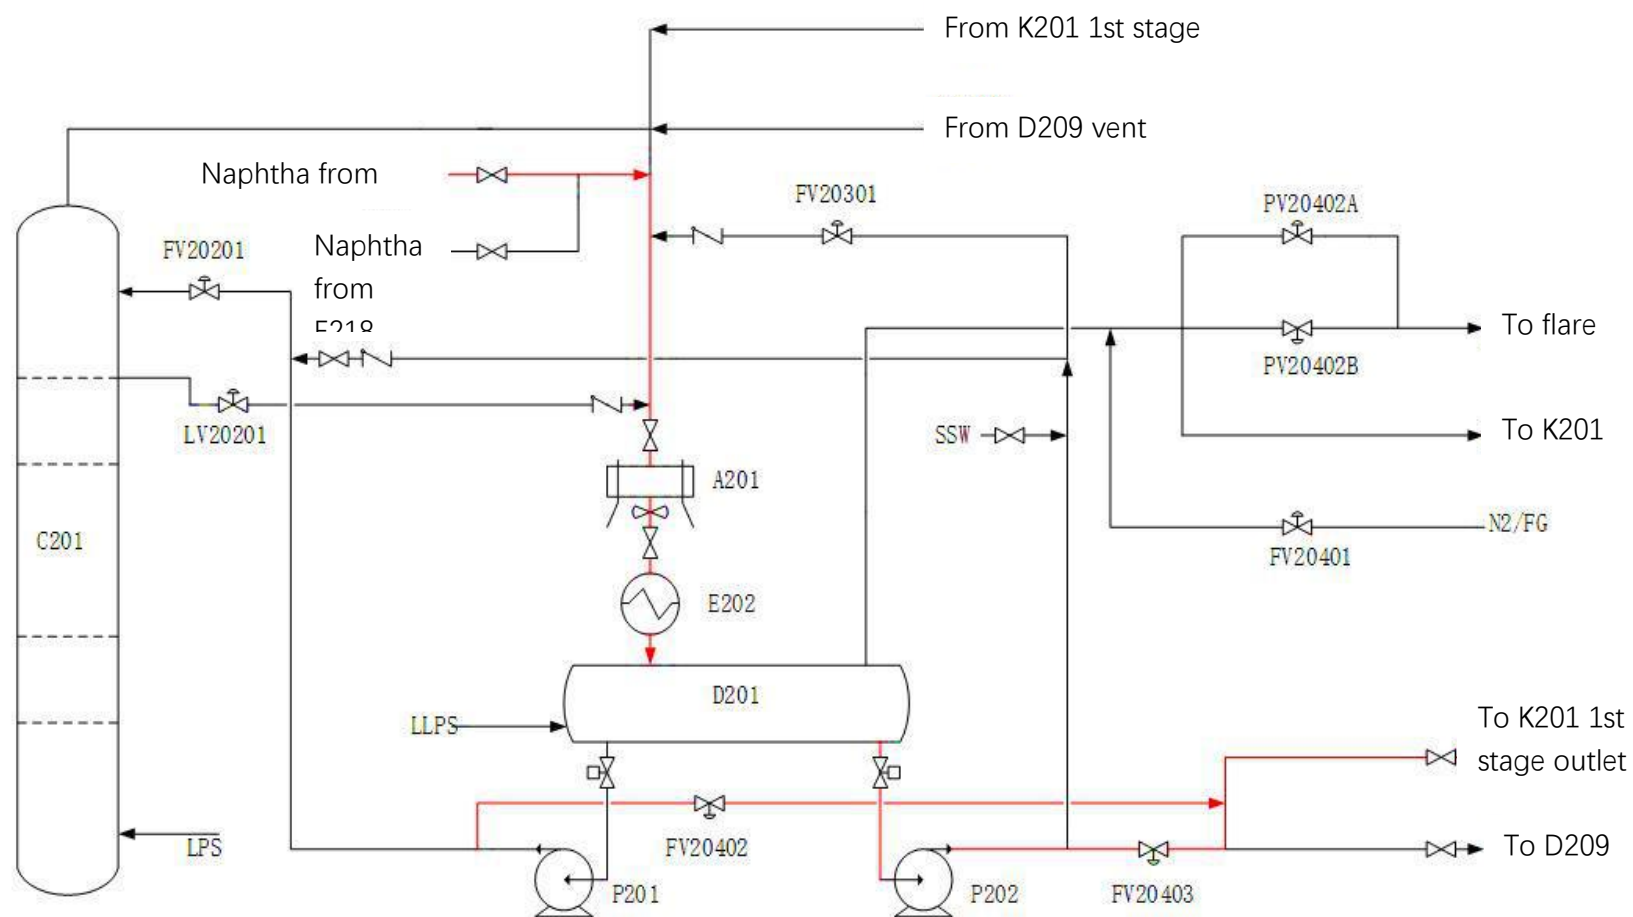 From K201 1st stage
From D209 vent
Naphtha from
FV20301
PV20402A
Naphtha
from
FV20201
To flare
PV20402B
LV20201
SSW
To K201
A201
N2/FG
C201
FV20401
E202
D201
LLPS
To K201 1st
stage outlet
LPS
FV20402
To D209
P201
P202
FV20403